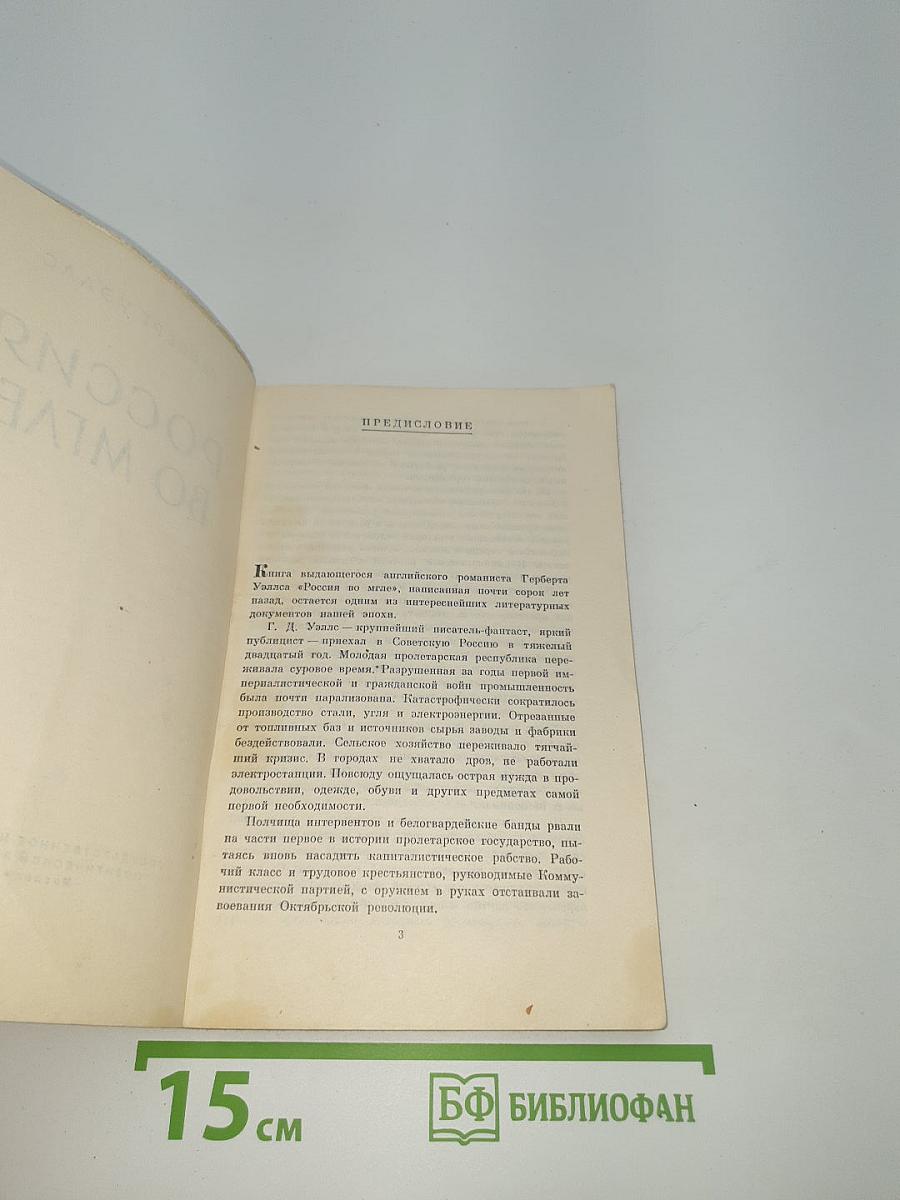 РОССИЯ
ВО МГЛЕ
ПРЕДИСЛОВИЕ
Книга выдающегося английского романиста Герберта
Уэллса «Россия во мгле», написанная почти сорок лет
назад, остается одним из интереснейших литературных
документов нашей эпохи.
Г. Д. Уэллс — крупнейший писатель-фантаст, яркий
публицист — приехал в Советскую Россию в тяжелый
двадцатый год. Молодая пролетарская республика пере-
живала суровое время. Разрушенная за годы первой им-
периалистической и гражданской войн промышленность
была почти парализована. Катастрофически сократилось
производство стали, угля и электроэнергии. Отрезанные
от топливных баз и источников сырья заводы и фабрики
бездействовали. Сельское хозяйство переживало тягчай-
ший кризис. В городах не хватало дров, не работали
электростанции. Повсюду ощущалась острая нужда в про-
довольствии, одежде, обуви и других предметах самой
первой необходимости.
Полчища интервентов и белогвардейские банды рвали
на части первое в истории пролетарское государство, пы-
таясь вновь насадить капиталистическое рабство. Рабо-
чий класс и трудовое крестьянство, руководимые Комму-
нистической партией, с оружием в руках отстаивали за-
воевания Октябрьской революции.
3
15 см
БФ БИБЛИОФАН